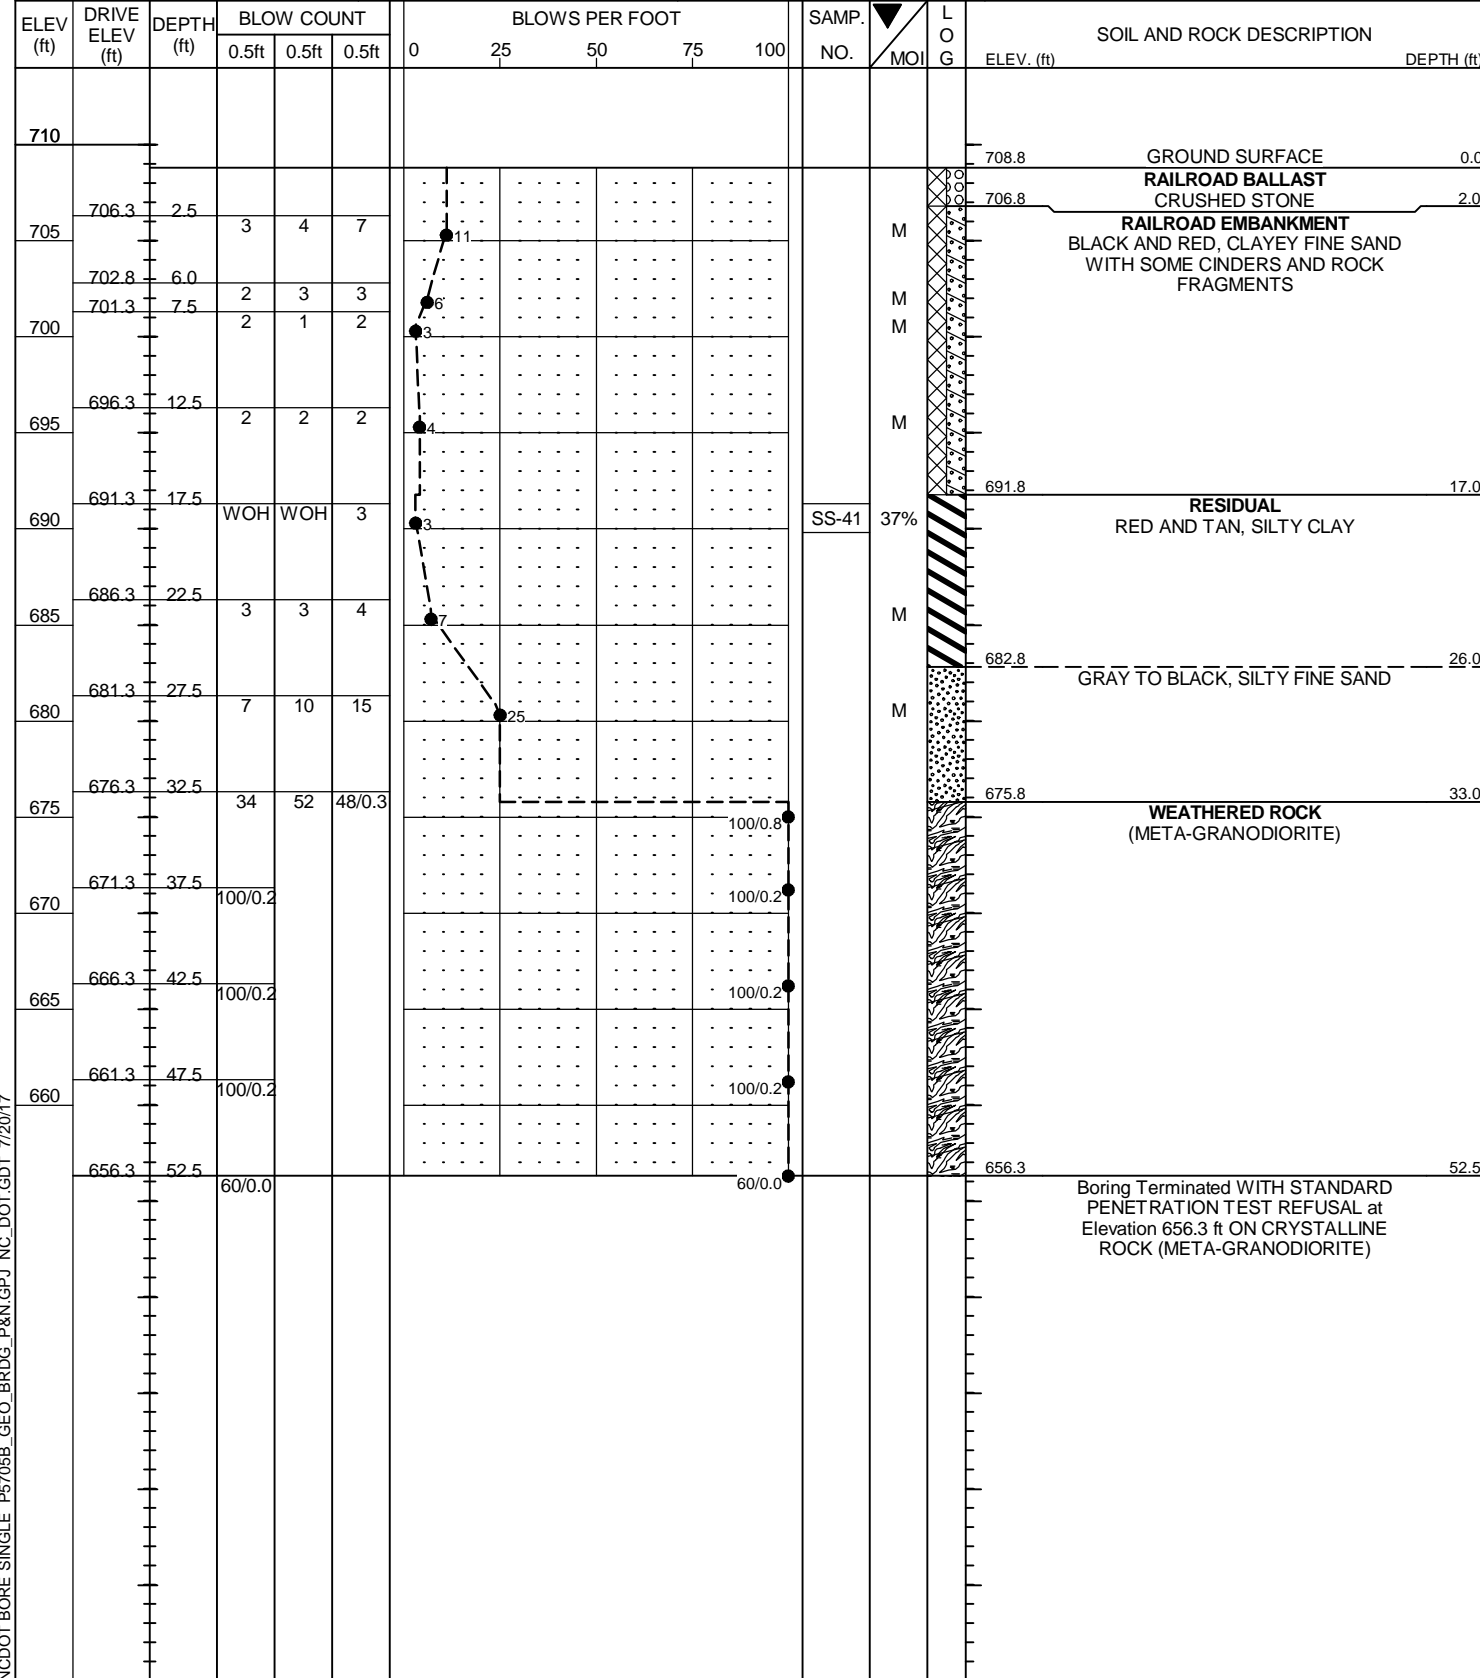 ELEV (ft) DRIVE ELEV (ft) DEPTH (ft) BLOW COUNT BLOWS PER FOOT SAMP. NO. MOI L O G SOIL AND ROCK DESCRIPTION
0.5ft 0.5ft 0.5ft 0 25 50 75 100 ELEV. (ft) DEPTH (ft)
710
708.8 GROUND SURFACE 0.0
RAILROAD BALLAST
706.8 CRUSHED STONE 2.0
706.3 2.5
RAILROAD EMBANKMENT
705 3 4 7 11 M
BLACK AND RED, CLAYEY FINE SAND
WITH SOME CINDERS AND ROCK
FRAGMENTS
702.8 6.0
2 3 3 6 M
701.3 7.5
700 2 1 2 3 M
696.3 12.5
695 2 2 2 4 M
691.8 17.0
691.3 17.5
RESIDUAL
690 WOH WOH 3 3 SS-41 37%
RED AND TAN, SILTY CLAY
686.3 22.5
685 3 3 4 7 M
682.8 26.0
GRAY TO BLACK, SILTY FINE SAND
681.3 27.5
680 7 10 15 25 M
676.3 32.5
675.8 33.0
675 34 52 48/0.3 100/0.8
WEATHERED ROCK
(META-GRANODIORITE)
671.3 37.5
670 100/0.2 100/0.2
666.3 42.5
665 100/0.2 100/0.2
661.3 47.5
660 100/0.2 100/0.2
656.3 52.5 656.3 52.5
60/0.0 60/0.0
Boring Terminated WITH STANDARD
PENETRATION TEST REFUSAL at
Elevation 656.3 ft ON CRYSTALLINE
ROCK (META-GRANODIORITE)
NCDOT BORE SINGLE P5705B_GEO_BRDG_P&N.GPJ NC_DOT.GDT 7/20/17